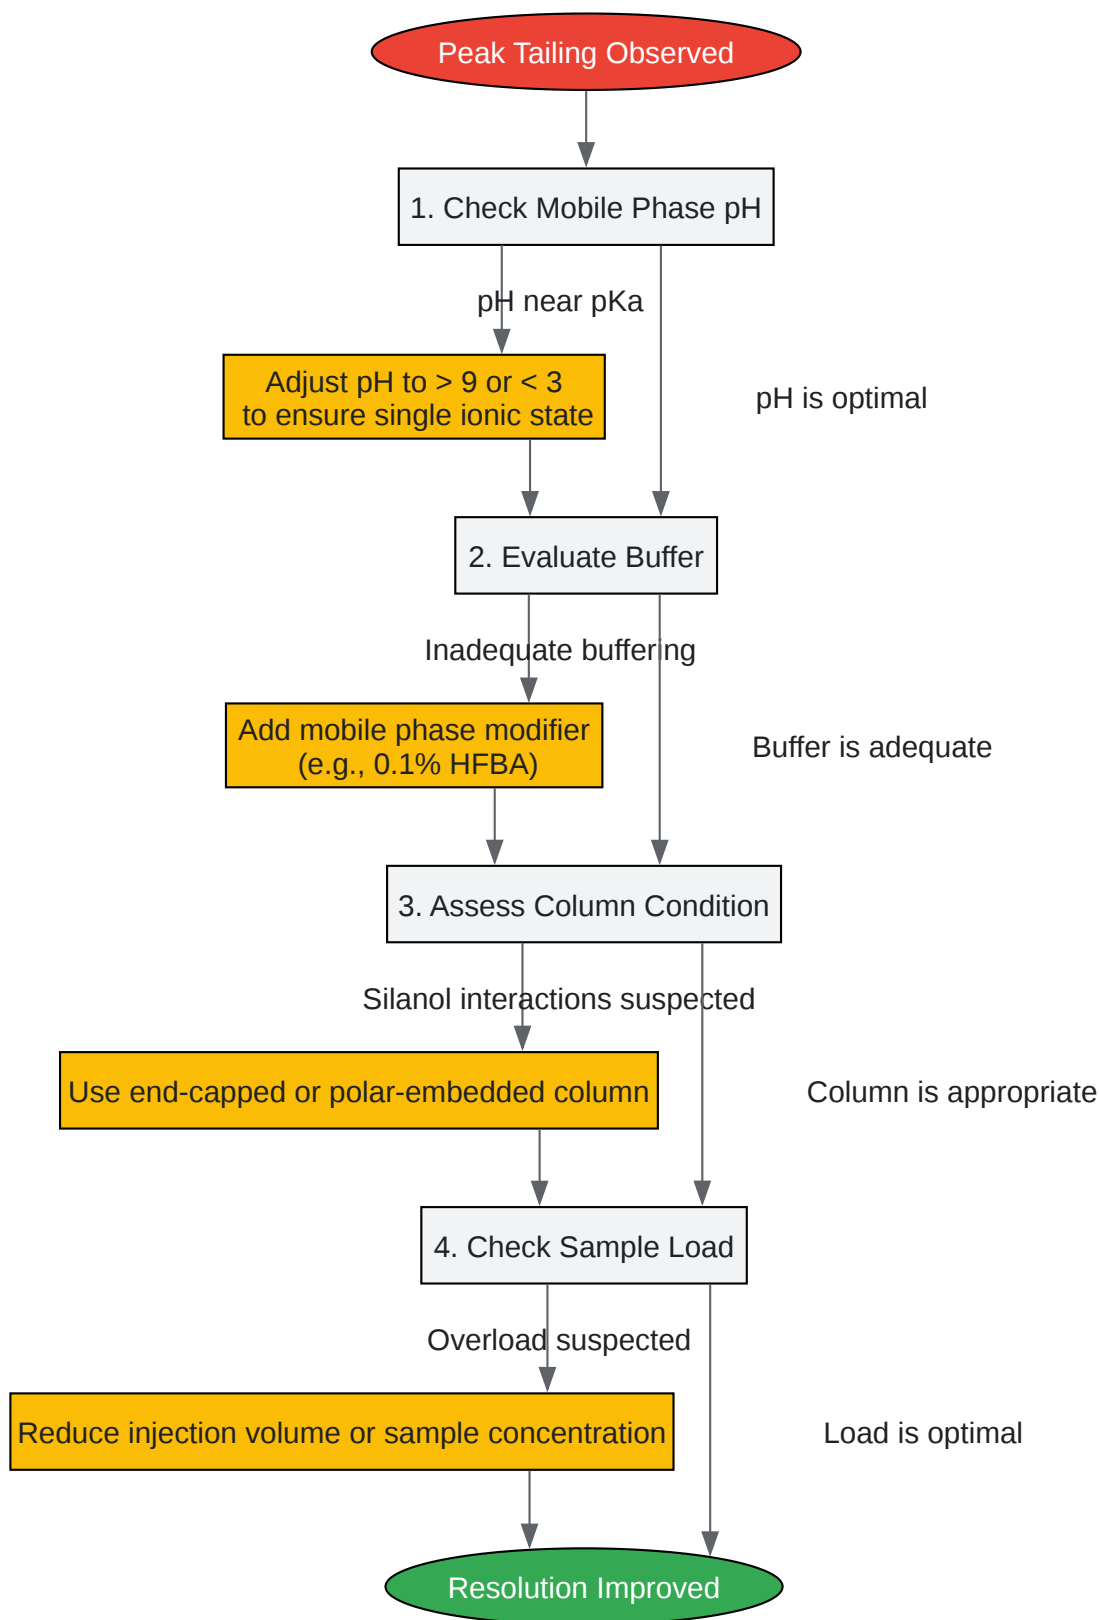 Peak Tailing Observed
1. Check Mobile Phase pH
pH near pKa
Adjust pH to > 9 or < 3
to ensure single ionic state
pH is optimal
2. Evaluate Buffer
Inadequate buffering
Add mobile phase modifier
(e.g., 0.1% HFBA)
Buffer is adequate
3. Assess Column Condition
Silanol interactions suspected
Use end-capped or polar-embedded column
Column is appropriate
4. Check Sample Load
Overload suspected
Reduce injection volume or sample concentration
Load is optimal
Resolution Improved